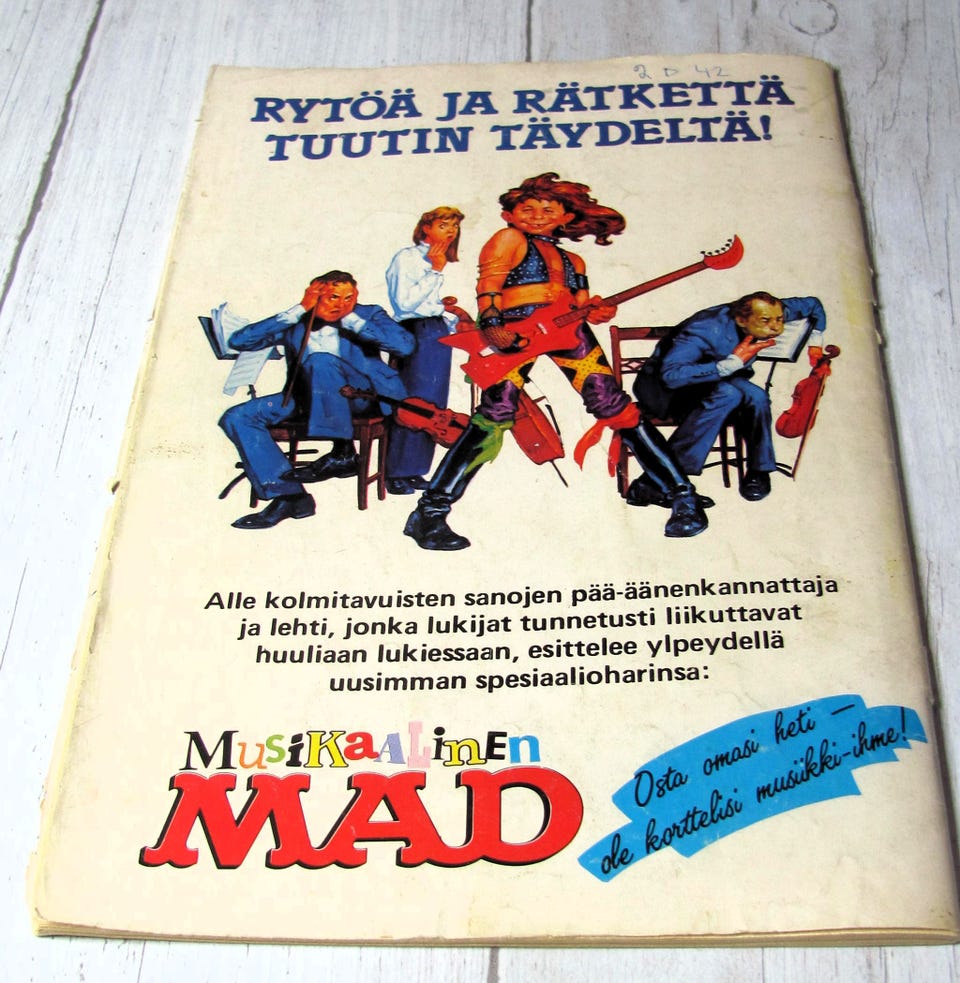 2 D 42
RYTÖÄ JA RÄTKETTÄ
TUUTIN TÄYDELTÄ!
Alle kolmitavuisten sanojen pää-äänenkannattaja
ja lehti, jonka lukijat tunnetusti liikuttavat
huuliaan lukiessaan, esittelee ylpeydellä
uusimman spesiaalioharinsa:
MUSiKaALinEn
MAD
Osta omasi heti –
ole korttelisi musiikki-ihme!